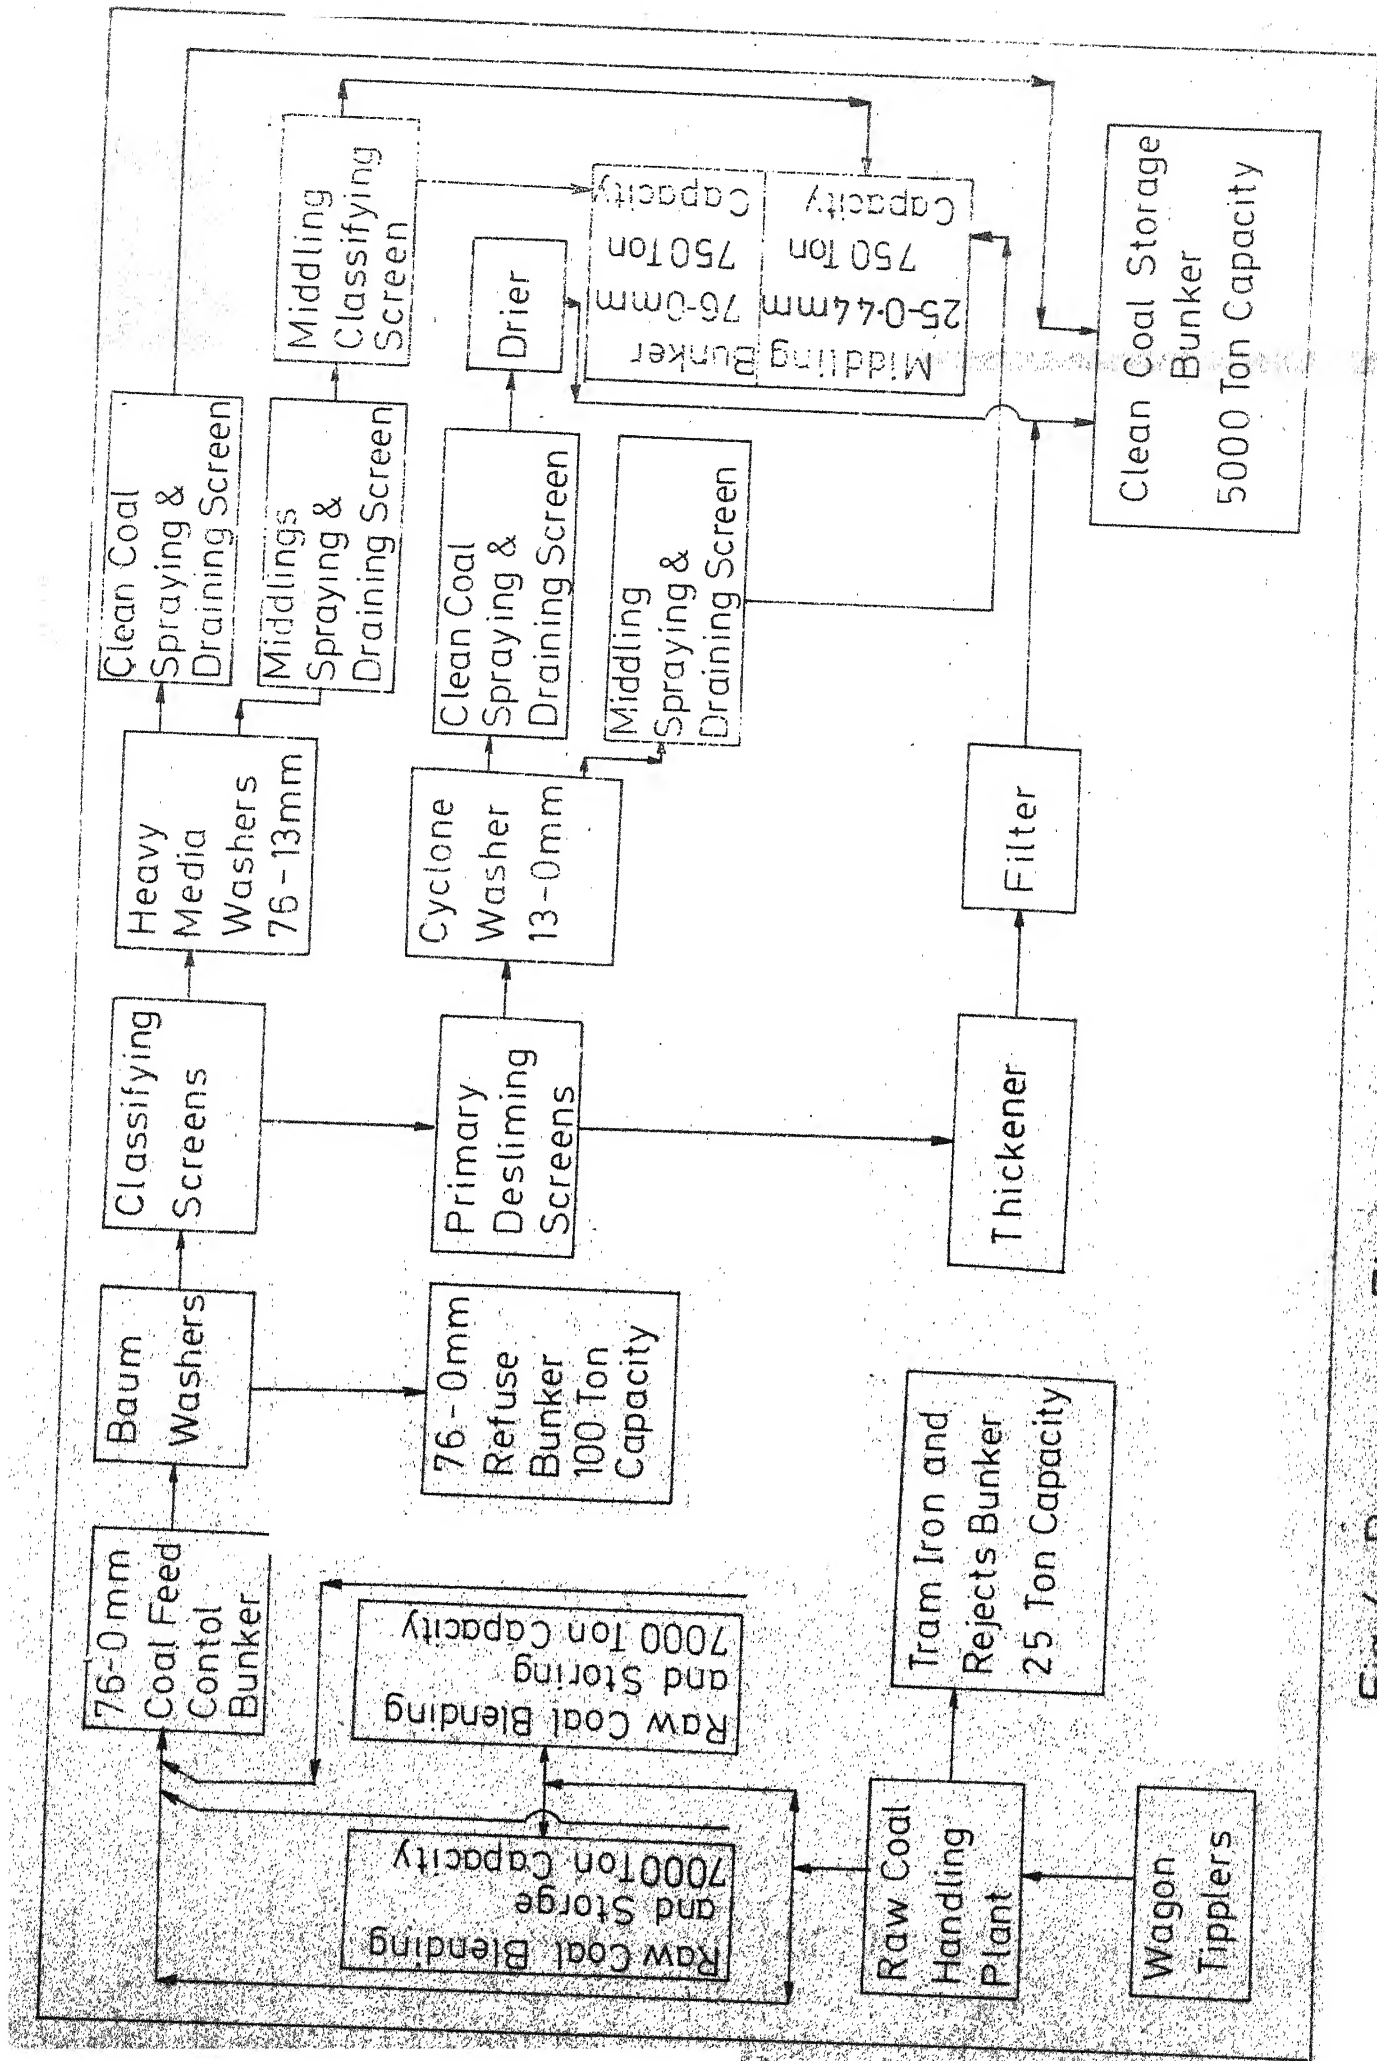 76-0mm
Coal Feed
Contol
Bunker
Baum
Washers
Classifying
Screens
Heavy
Media
Washers
76-13mm
Clean Coal
Spraying &
Draining Screen
Middlings
Spraying &
Draining Screen
Middling
Classifying
Screen
Raw Coal Blending
and Storge
7000Ton Capacity
Raw Coal Blending
and Storing
7000 Ton Capacity
76-0mm
Refuse
Bunker
100 Ton
Capacity
Primary
Desliming
Screens
Cyclone
Washer
13-0mm
Clean Coal
Spraying &
Draining Screen
Middling
Spraying &
Draining Screen
Drier
Middling Bunker
76-0mm
750 Ton
Capacity
25-0.44mm
750 Ton
Capacity
Raw Coal
Handling
Plant
Wagon
Tipplers
Tram Iron and
Rejects Bunker
25 Ton Capacity
Thickener
Filter
Clean Coal Storage
Bunker
5000 Ton Capacity